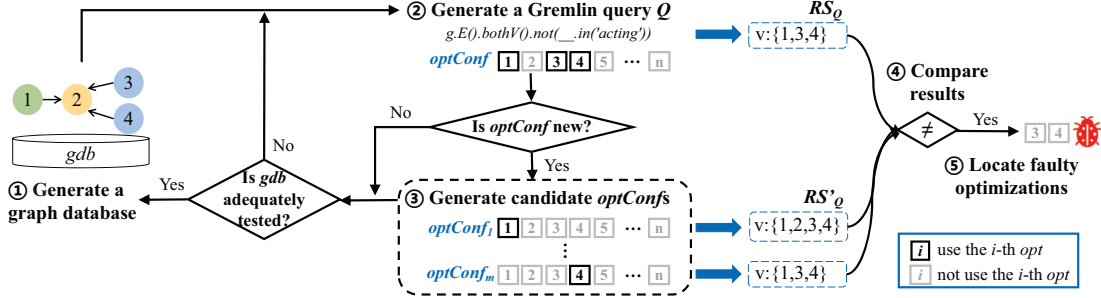 ② Generate a Gremlin query Q
g.E().bothV().not(__.in('acting'))
optConf 1 2 3 4 5 ... n
RS_Q
v:{1,3,4}
1 2 3 4
gdb
① Generate a
graph database
Is optConf new?
No
Yes
Is gdb
adequately
tested?
No
Yes
③ Generate candidate optConfs
optConf_1 1 2 3 4 5 ... n
⋮
optConf_m 1 2 3 4 5 ... n
RS'_Q
v:{1,2,3,4}
v:{1,3,4}
④ Compare
results
≠
Yes
3 4
⑤ Locate faulty
optimizations
i use the i-th opt
i not use the i-th opt